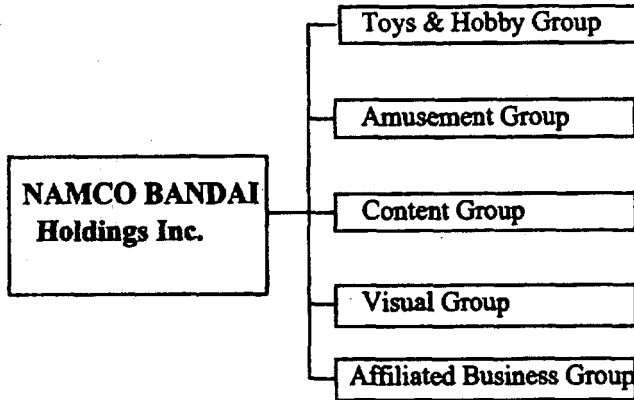 Toys & Hobby Group
Amusement Group
NAMCO BANDAI
Holdings Inc.
Content Group
Visual Group
Affiliated Business Group